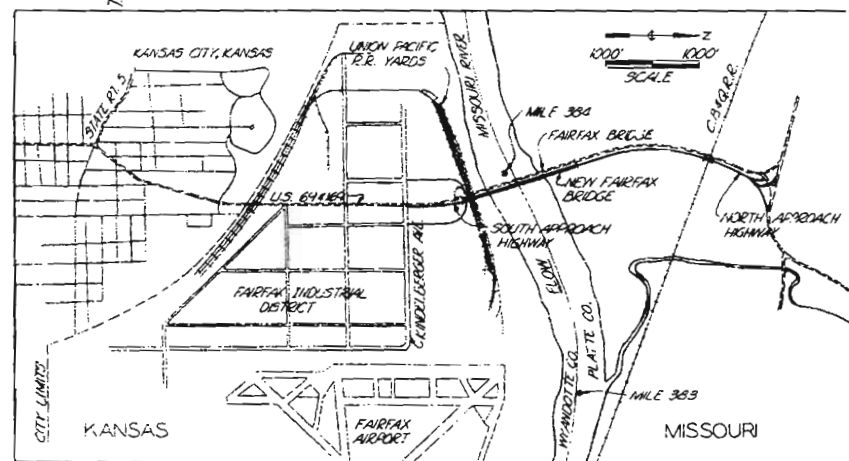 KANSAS CITY, KANSAS
UNION PACIFIC
R.R. YARDS
STATE RT. 5
MISSOURI RIVER
Z
1000' 1000'
SCALE
C.B.&Q.R.R.
MILE 384
FAIRFAX BRIDGE
NEW FAIRFAX
BRIDGE
U.S. 69 & 169
SOUTH APPROACH
HIGHWAY
NORTH APPROACH
HIGHWAY
KINDELBERGER AVE.
FLOW
FAIRFAX INDUSTRIAL
DISTRICT
CITY LIMITS
WYANDOTTE CO.
PLATTE CO.
MILE 383
KANSAS
FAIRFAX
AIRPORT
MISSOURI